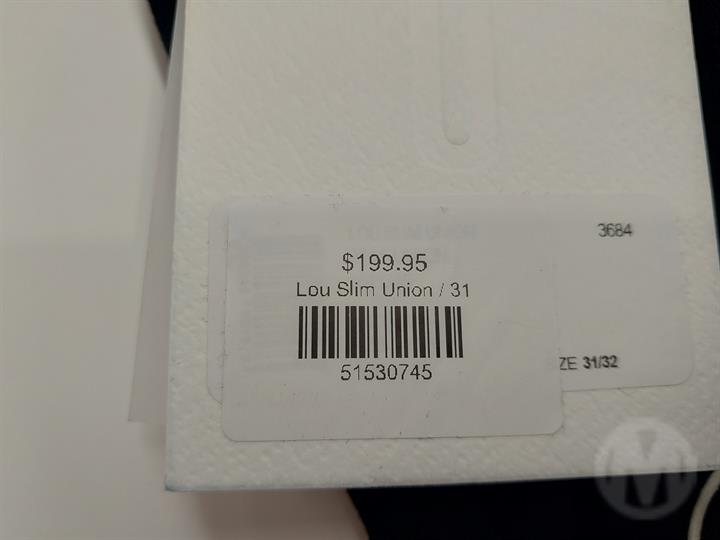 3684
$199.95
Lou Slim Union / 31
51530745
ZE 31/32
M